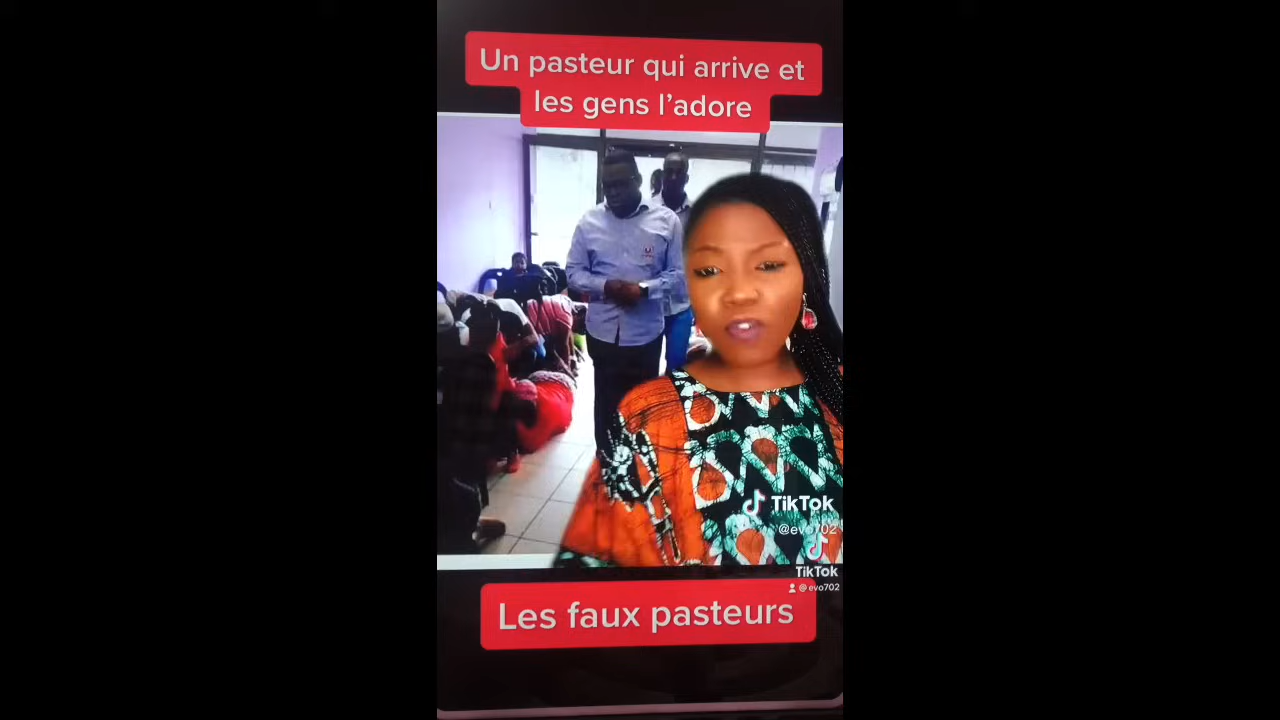 Un pasteur qui arrive et
les gens l’adore
TikTok
@evo702
TikTok
@evo702
Les faux pasteurs